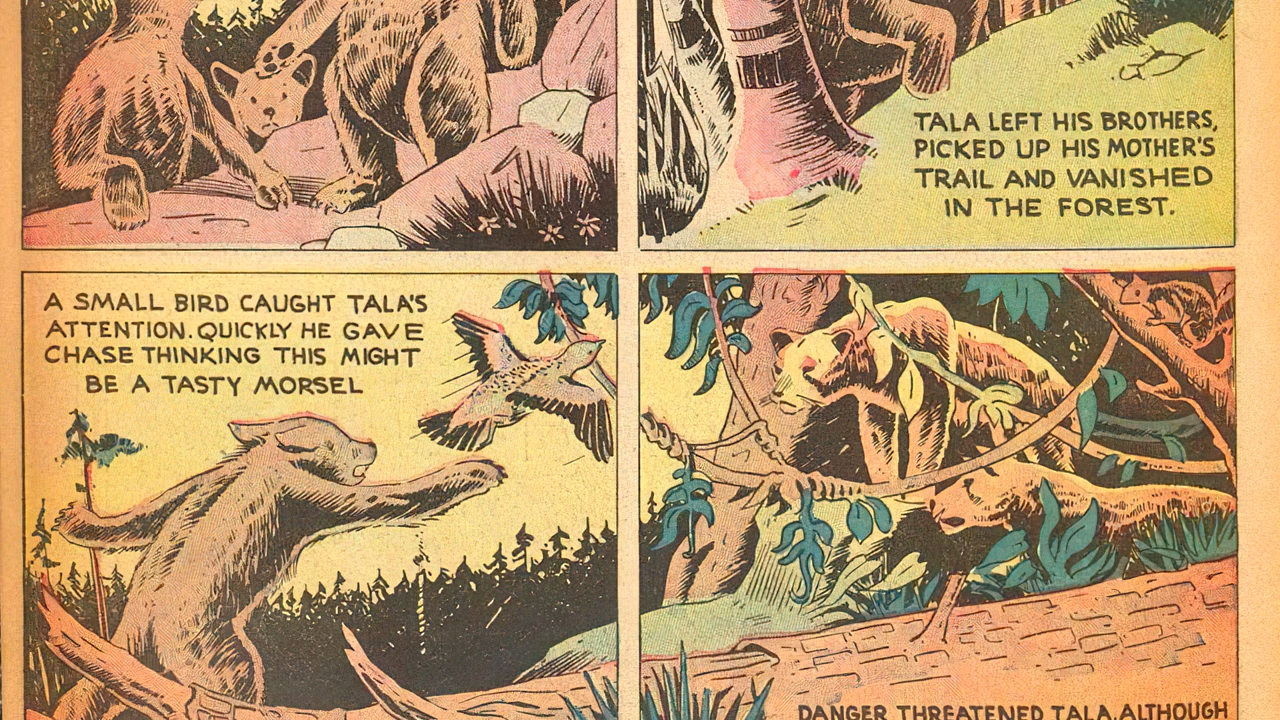 TALA LEFT HIS BROTHERS,
PICKED UP HIS MOTHER'S
TRAIL AND VANISHED
IN THE FOREST.
A SMALL BIRD CAUGHT TALA'S
ATTENTION. QUICKLY HE GAVE
CHASE THINKING THIS MIGHT
BE A TASTY MORSEL
DANGER THREATENED TALA. ALTHOUGH